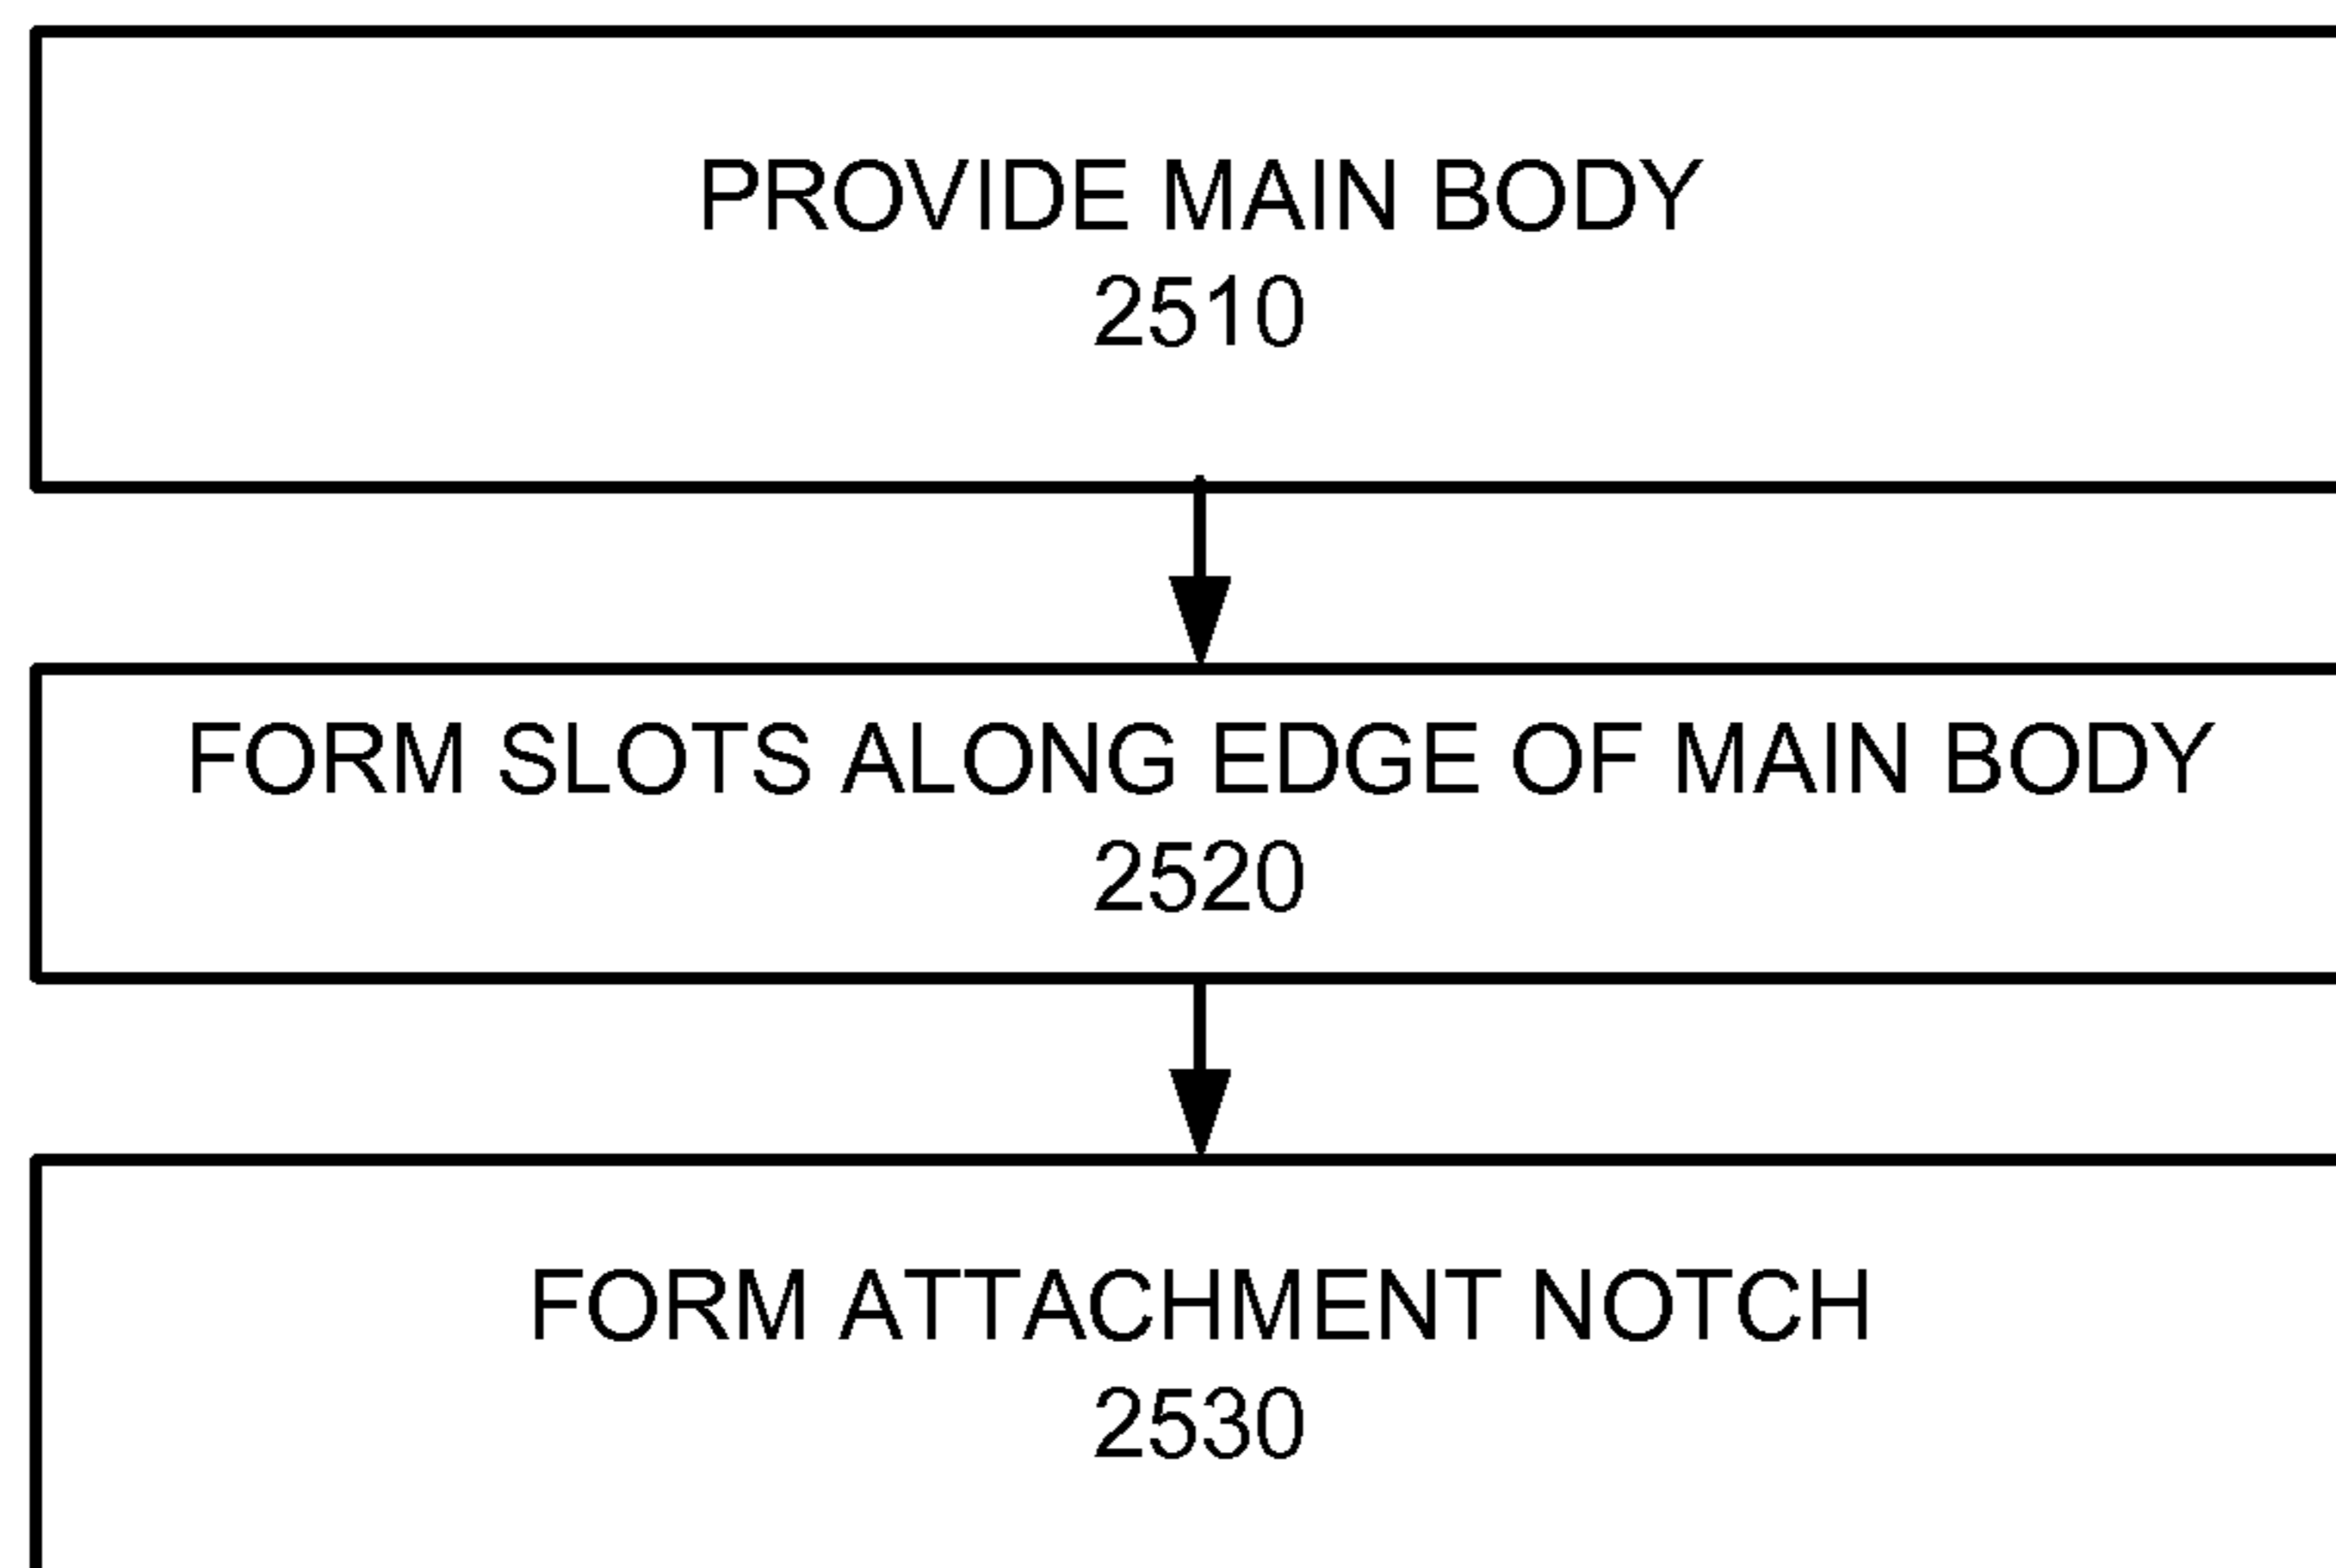 PROVIDE MAIN BODY
2510
FORM SLOTS ALONG EDGE OF MAIN BODY
2520
FORM ATTACHMENT NOTCH
2530